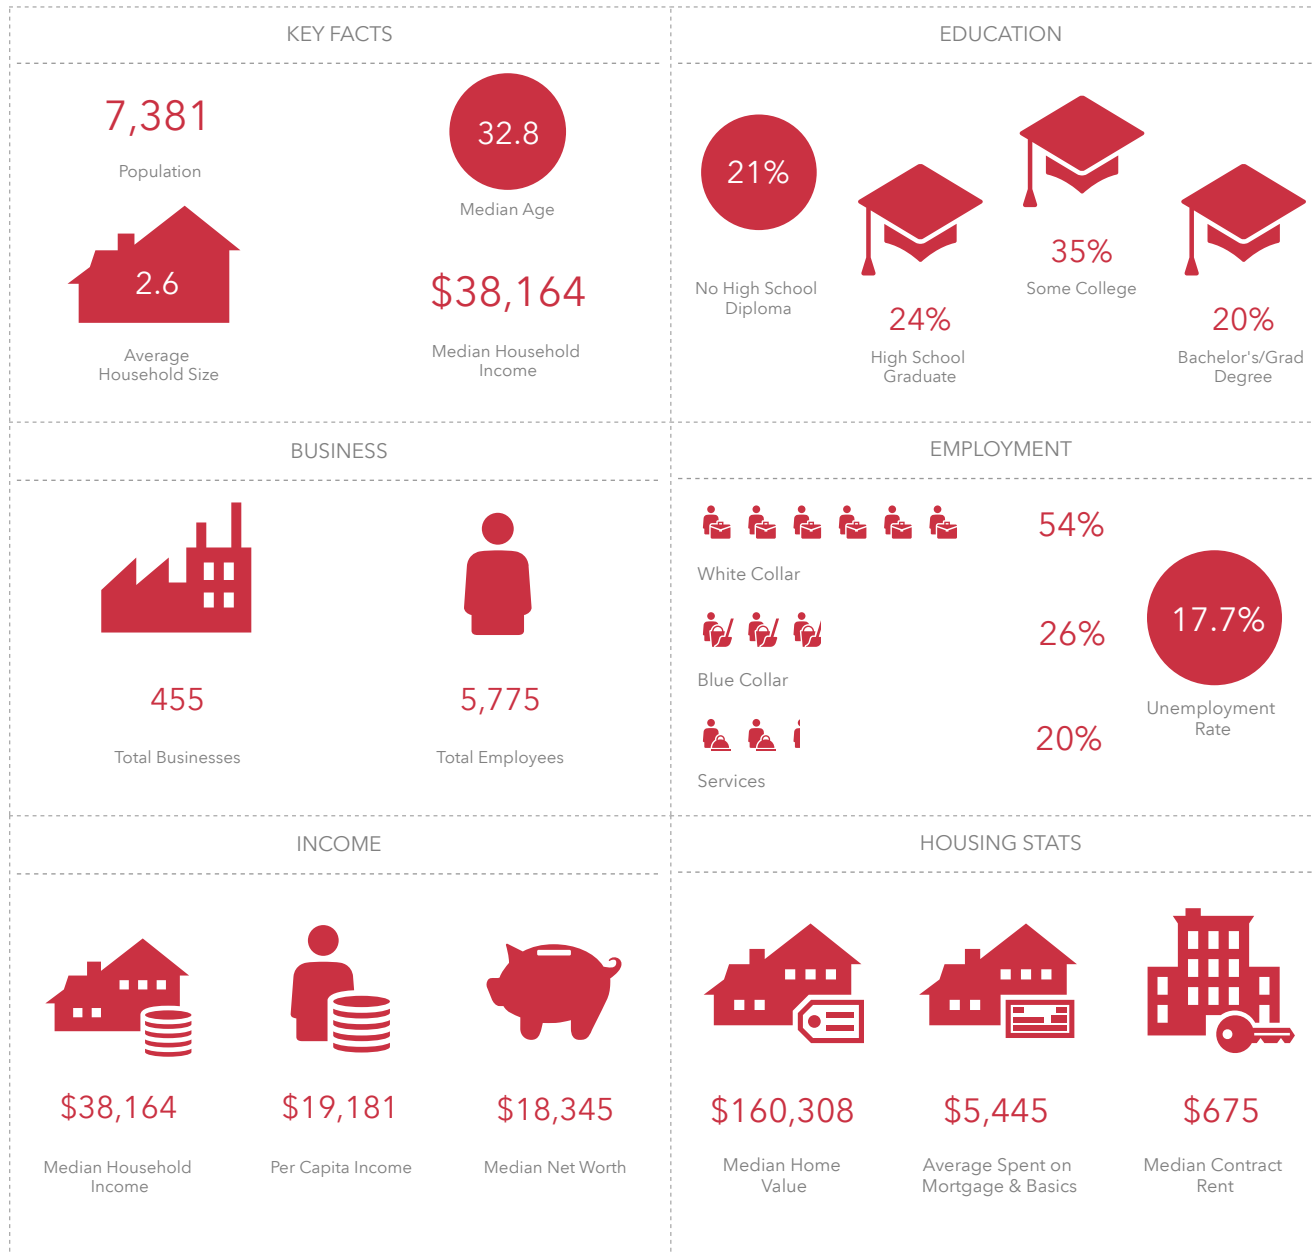 KEY FACTS
7,381
Population
32.8
Median Age
2.6
Average
Household Size
$38,164
Median Household
Income
EDUCATION
21%
No High School
Diploma
24%
High School
Graduate
35%
Some College
20%
Bachelor's/Grad
Degree
BUSINESS
455
Total Businesses
5,775
Total Employees
EMPLOYMENT
54%
White Collar
26%
Blue Collar
20%
Services
17.7%
Unemployment
Rate
INCOME
$38,164
Median Household
Income
$19,181
Per Capita Income
$18,345
Median Net Worth
HOUSING STATS
$160,308
Median Home
Value
$5,445
Average Spent on
Mortgage & Basics
$675
Median Contract
Rent